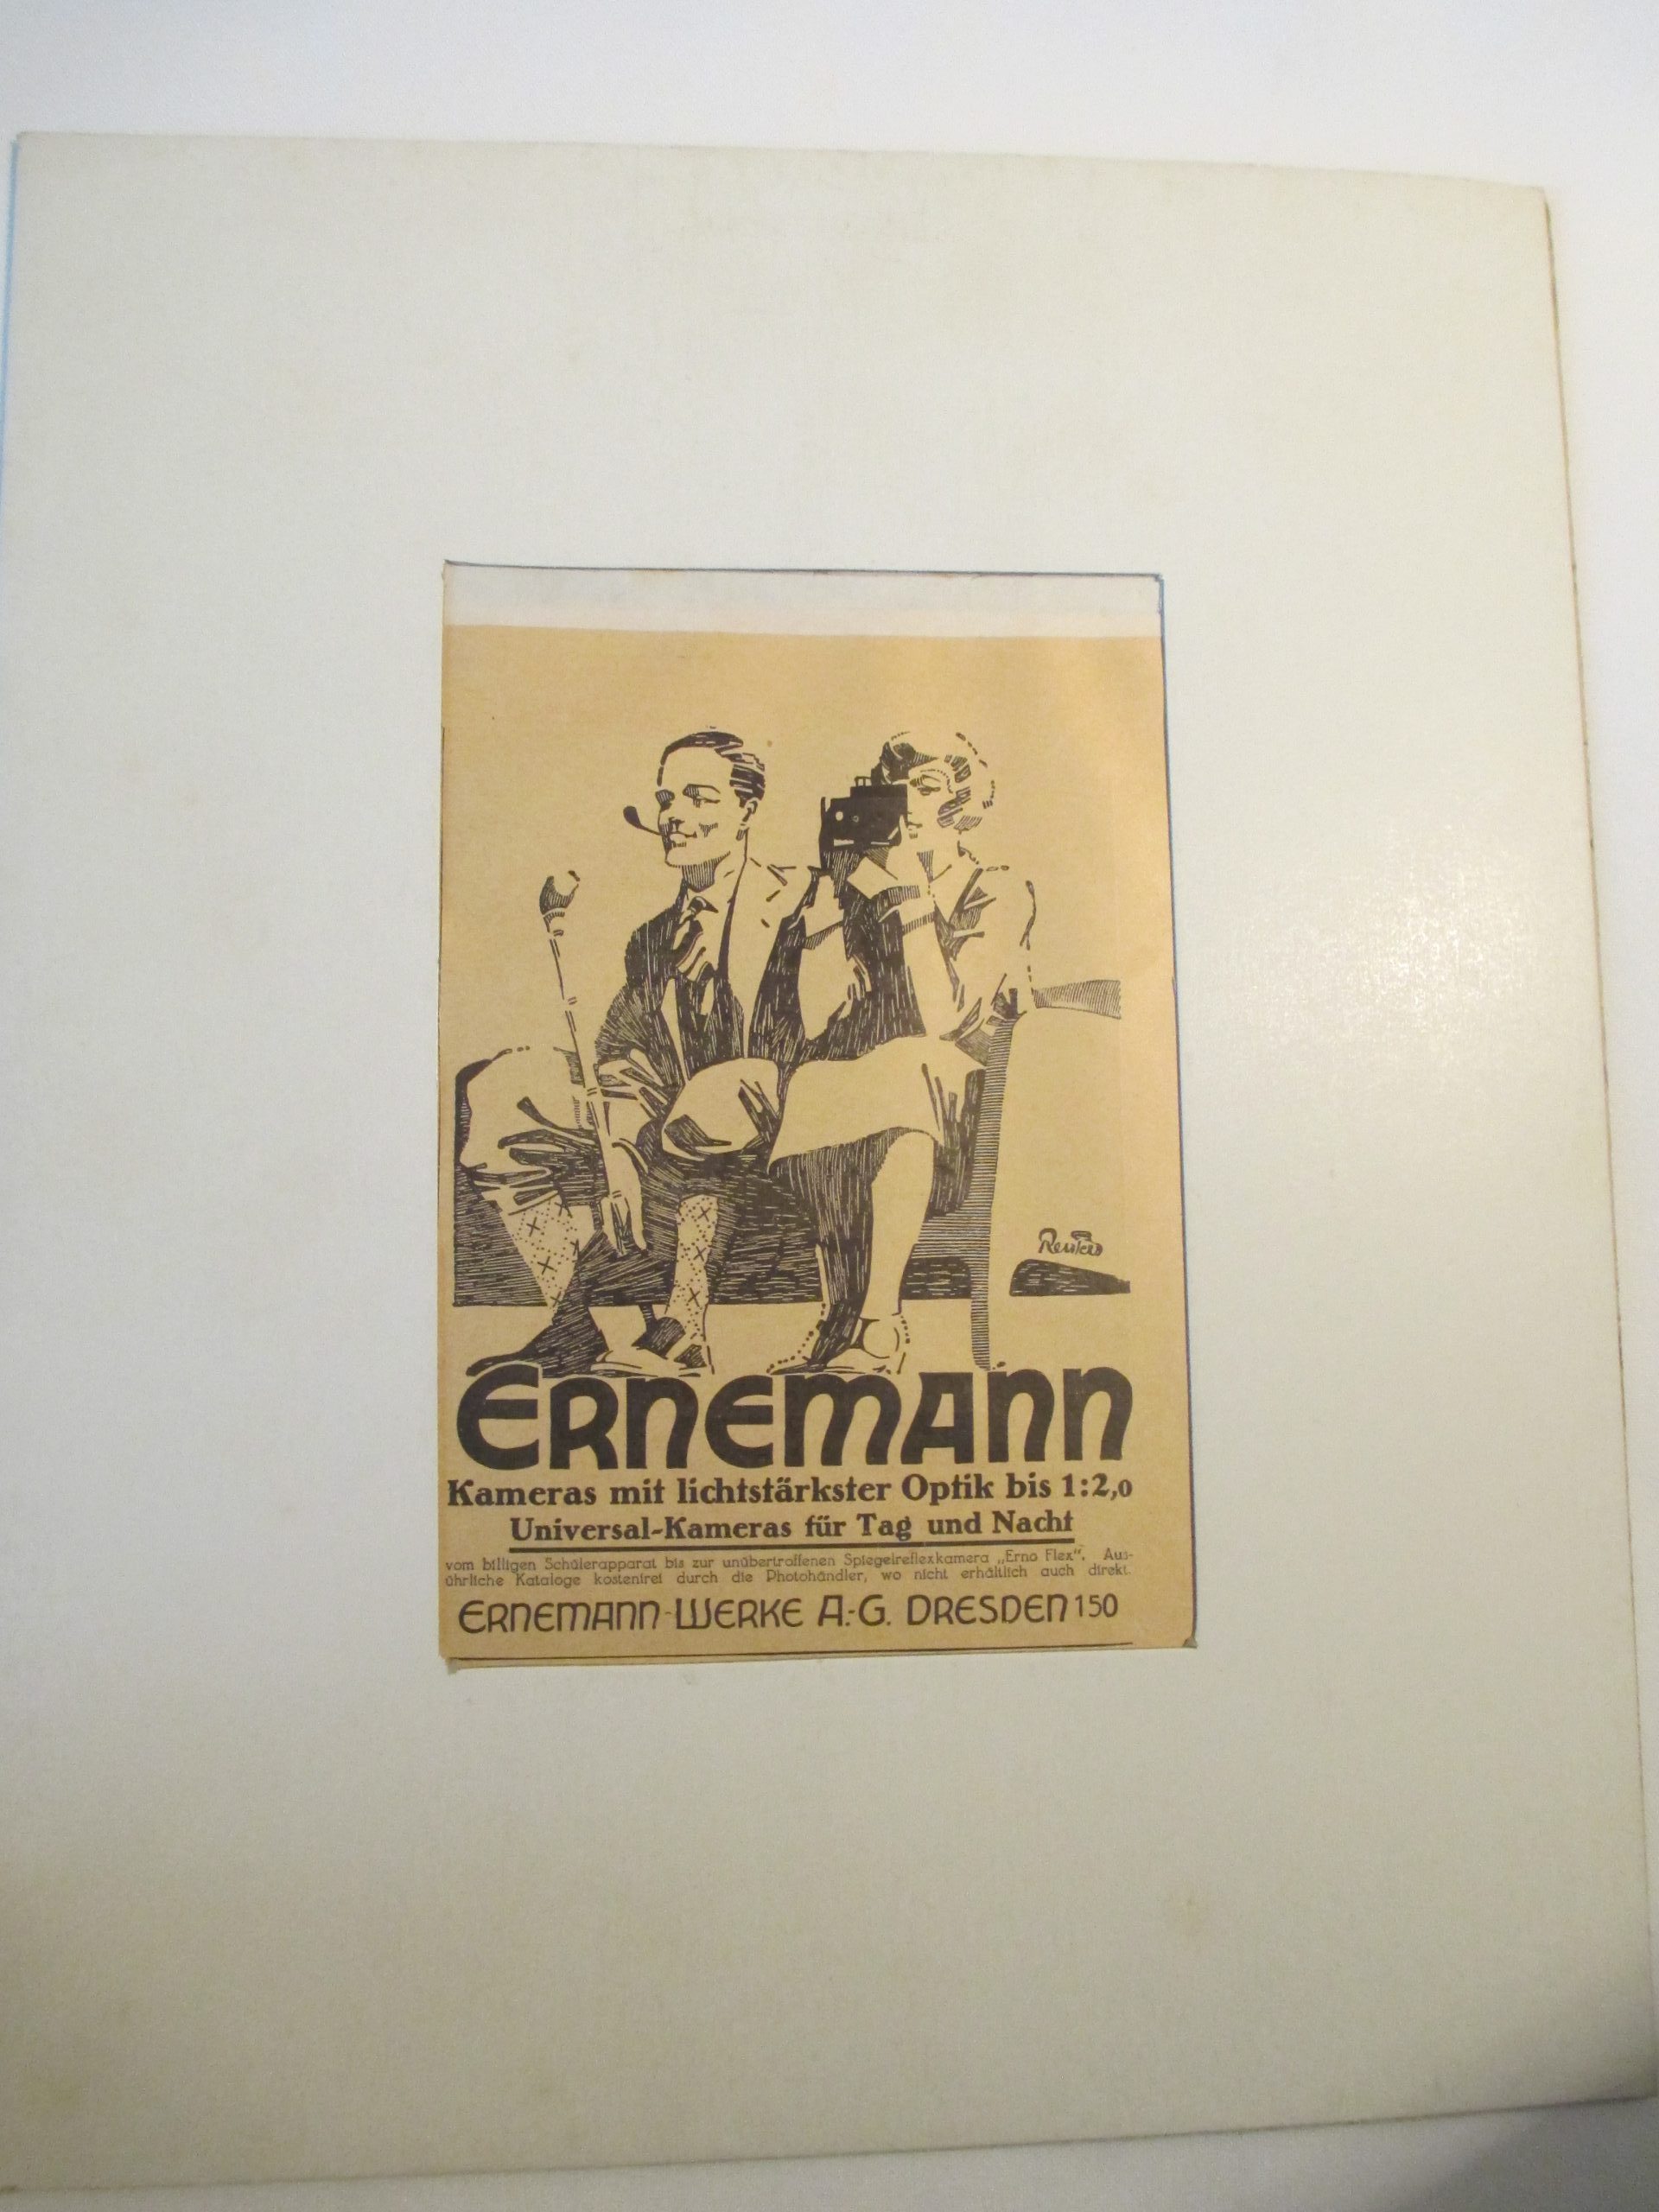 Reuters
ERNEMANN
Kameras mit lichtstärkster Optik bis 1:2,0
Universal-Kameras für Tag und Nacht
vom billigen Schülerapparat bis zur unübertroffenen Spiegelreflexkamera „Erno Flex". Aus-
ührliche Kataloge kostenfrei durch die Photohändler, wo nicht erhältlich auch direkt.
ERNEMANN-WERKE A.-G. DRESDEN 150